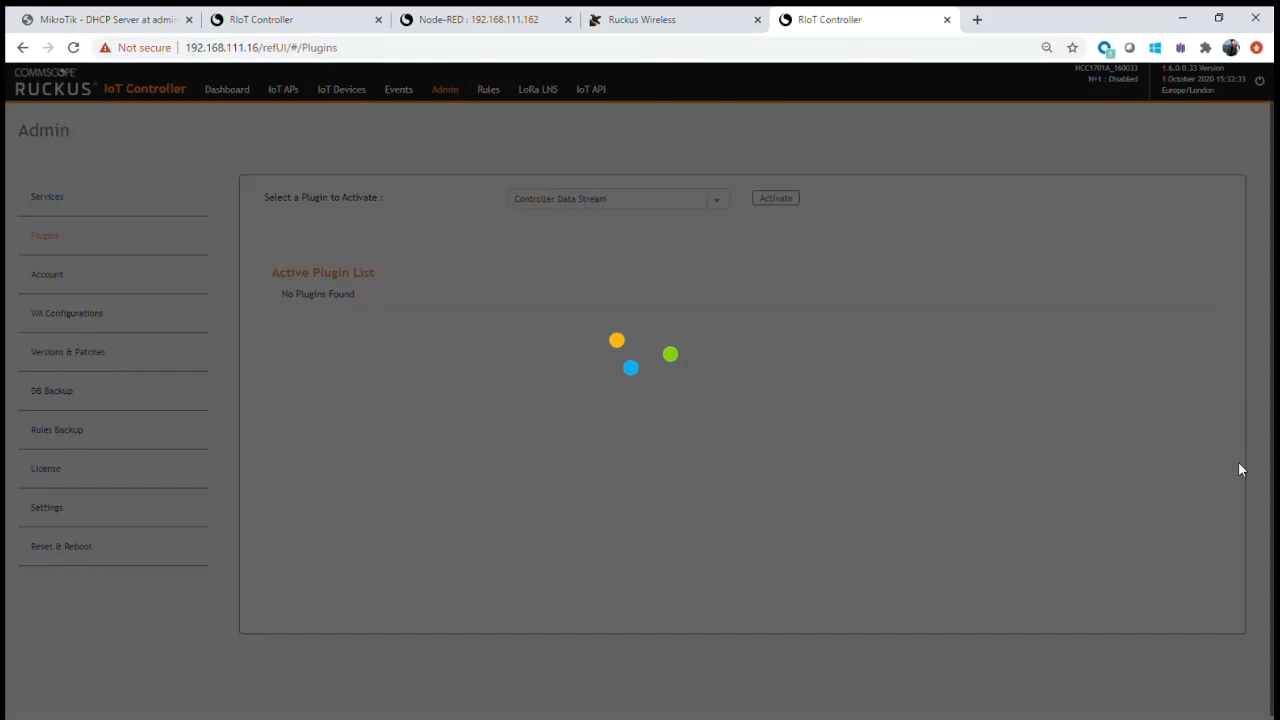 MikroTik - DHCP Server at admin
RIoT Controller
Node-RED : 192.168.111.162
Ruckus Wireless
RIoT Controller
Not secure
192.168.111.16/refUI/#/Plugins
COMMSCOPE
RUCKUS IoT Controller
Dashboard
IoT APs
IoT Devices
Events
Admin
Rules
LoRa LNS
IoT API
NCC1701A_160033
N+1 : Disabled
1.6.0.0.33 Version
1 October 2020 15:33:33
Europe/London
Admin
Services
Plugins
Account
VM Configurations
Versions & Patches
DB Backup
Rules Backup
License
Settings
Reset & Reboot
Select a Plugin to Activate :
Controller Data Stream
Activate
Active Plugin List
No Plugins Found